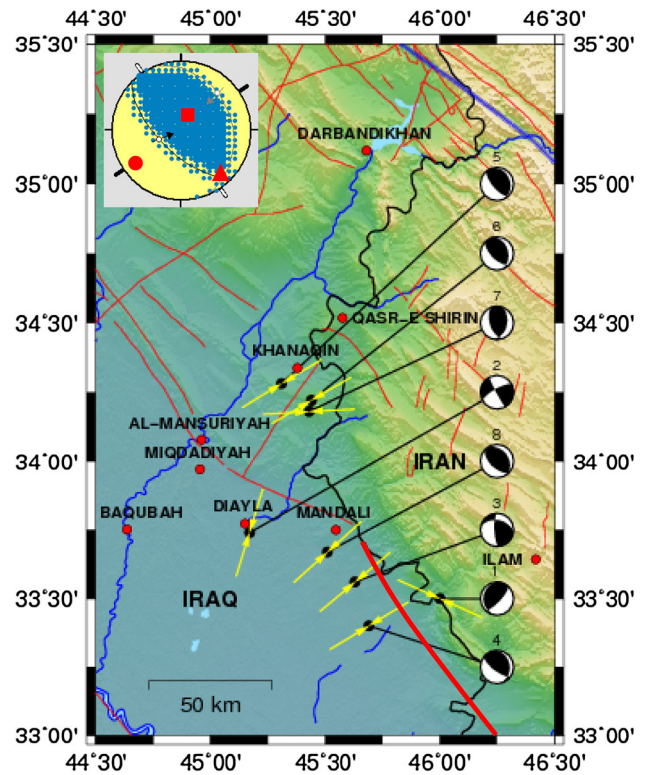 44°30' 45°00' 45°30' 46°00' 46°30'
35°30' 35°30'
DARBANDIKHAN
5
35°00' 35°00'
6
7
34°30' QASR-E SHIRIN 34°30'
KHANAQIN
2
AL-MANSURIYAH
8
MIQDADIYAH
34°00' IRAN 34°00'
3
BAQUBAH DIAYLA MANDALI
ILAM
1
33°30' IRAQ 33°30'
4
50 km
33°00' 33°00'
44°30' 45°00' 45°30' 46°00' 46°30'